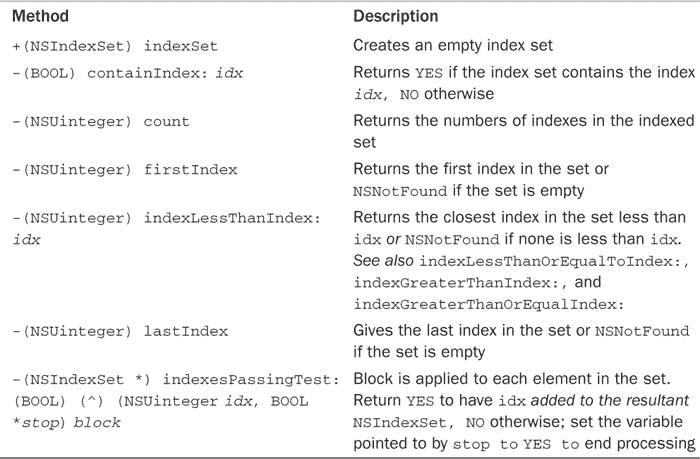 Method Description
+(NSIndexSet) indexSet Creates an empty index set
-(BOOL) containIndex: idx Returns YES if the index set contains the index
idx, NO otherwise
-(NSUinteger) count Returns the numbers of indexes in the indexed
set
-(NSUinteger) firstIndex Returns the first index in the set or
NSNotFound if the set is empty
-(NSUinteger) indexLessThanIndex: Returns the closest index in the set less than
idx idx or NSNotFound if none is less than idx.
See also indexLessThanOrEqualToIndex:,
indexGreaterThanIndex:, and
indexGreaterThanOrEqualIndex:
-(NSUinteger) lastIndex Gives the last index in the set or NSNotFound
if the set is empty
-(NSIndexSet *) indexesPassingTest: Block is applied to each element in the set.
(BOOL) (^) (NSUinteger idx, BOOL Return YES to have idx added to the resultant
*stop) block NSIndexSet, NO otherwise; set the variable
pointed to by stop to YES to end processing